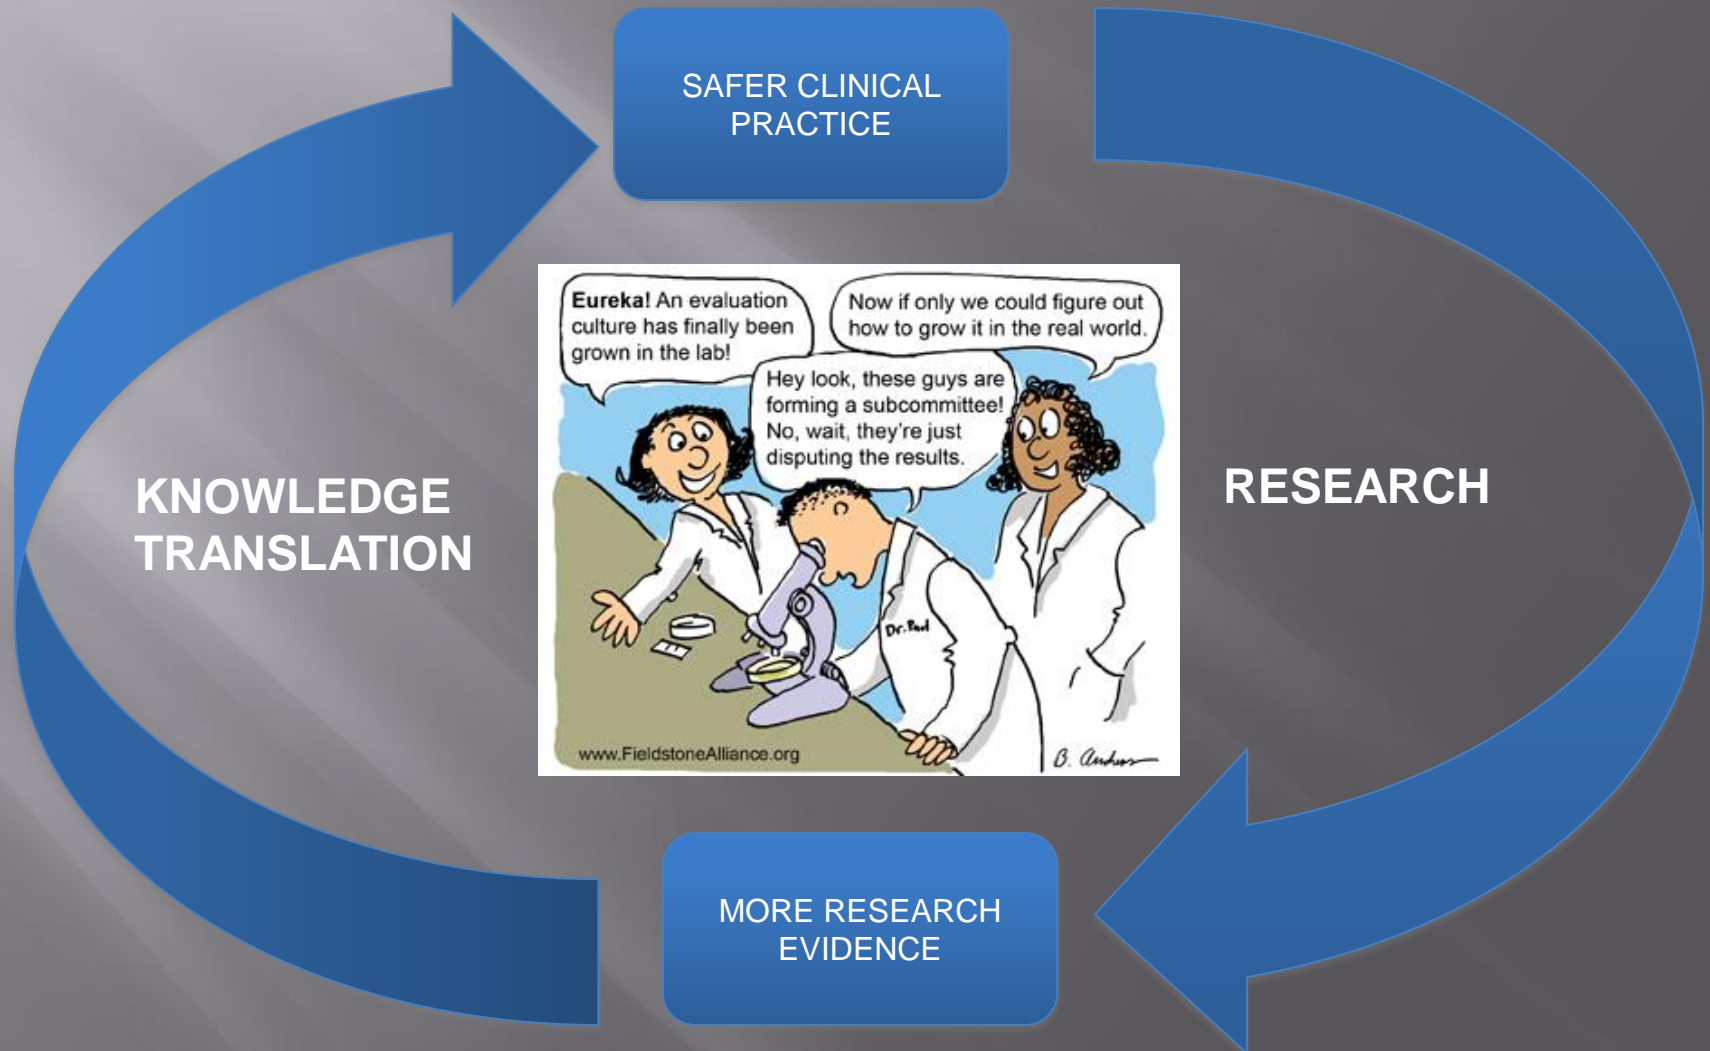 SAFER CLINICAL
PRACTICE
Eureka! An evaluation
culture has finally been
grown in the lab!
Now if only we could figure out
how to grow it in the real world.
Hey look, these guys are
forming a subcommittee!
No, wait, they're just
disputing the results.
KNOWLEDGE
TRANSLATION
RESEARCH
www.FieldstoneAlliance.org
MORE RESEARCH
EVIDENCE